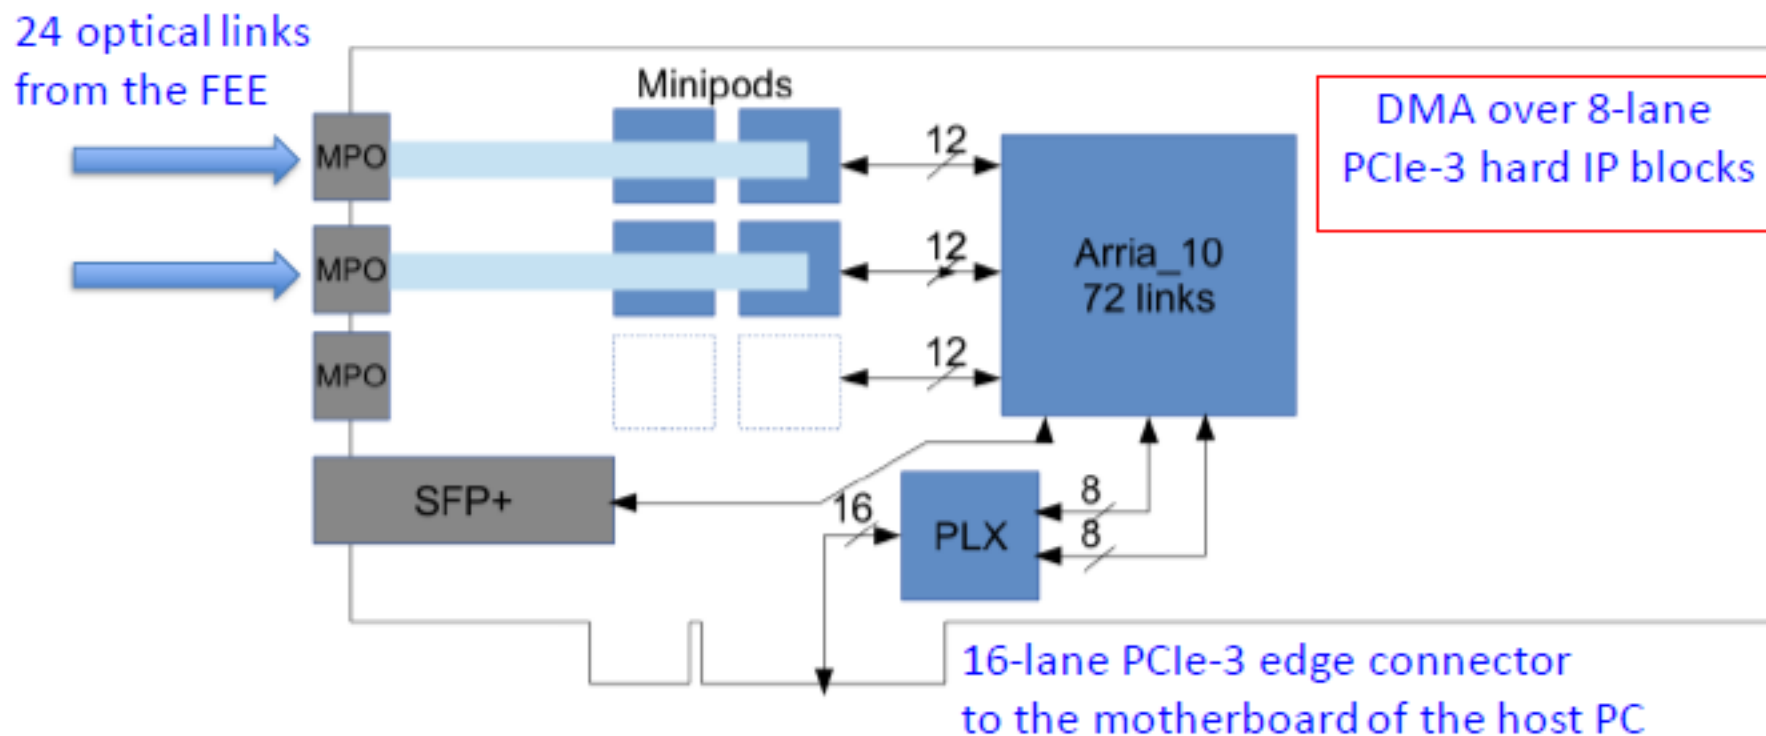 24 optical links
from the FEE
Minipods
DMA over 8-lane
PCIe-3 hard IP blocks
MPO
12
MPO
12
Arria_10
72 links
MPO
12
SFP+
16
PLX
8
8
16-lane PCIe-3 edge connector
to the motherboard of the host PC